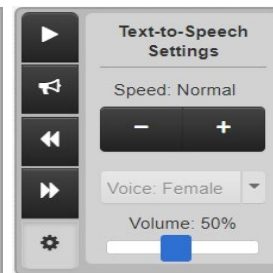 Text-to-Speech
Settings
Speed: Normal
Voice: Female
Volume: 50%